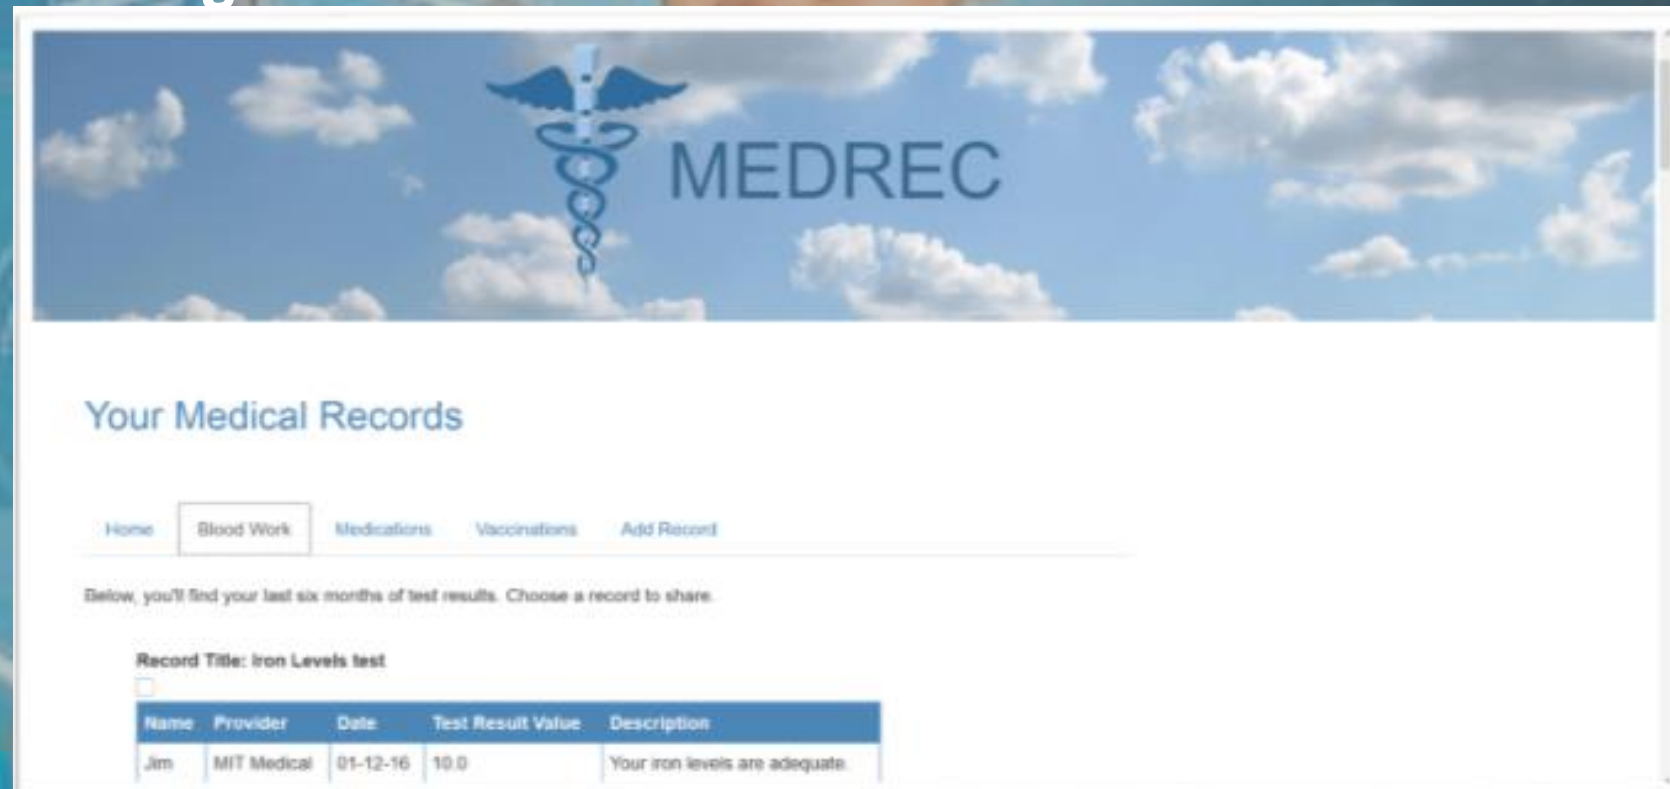 MEDREC
Your Medical Records
Home Blood Work Medications Vaccinations Add Record
Below, you'll find your last six months of test results. Choose a record to share.
Record Title: Iron Levels test
Name Provider Date Test Result Value Description
Jim MIT Medical 01-12-16 10.0 Your iron levels are adequate.